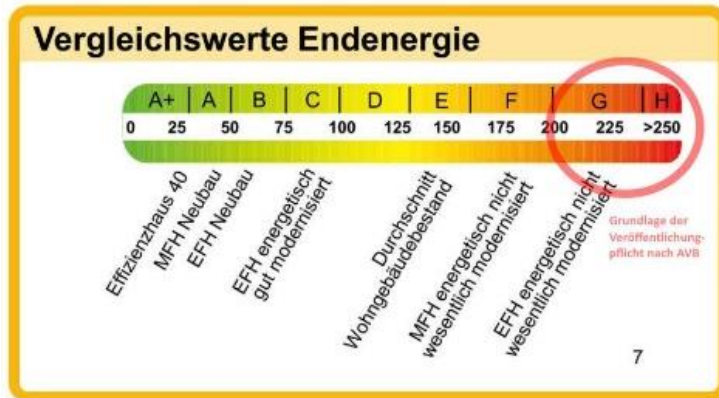 Vergleichswerte Endenergie
A+ A B C D E F G H
0 25 50 75 100 125 150 175 200 225 >250
Effizienzhaus 40
MFH Neubau
EFH Neubau
EFH energetisch
gut modernisiert
Durchschnitt
Wohngebäudebestand
MFH energetisch nicht
wesentlich modernisiert
EFH energetisch nicht
wesentlich modernisiert
Grundlage der
Veröffentlichung-
pflicht nach AVB
7